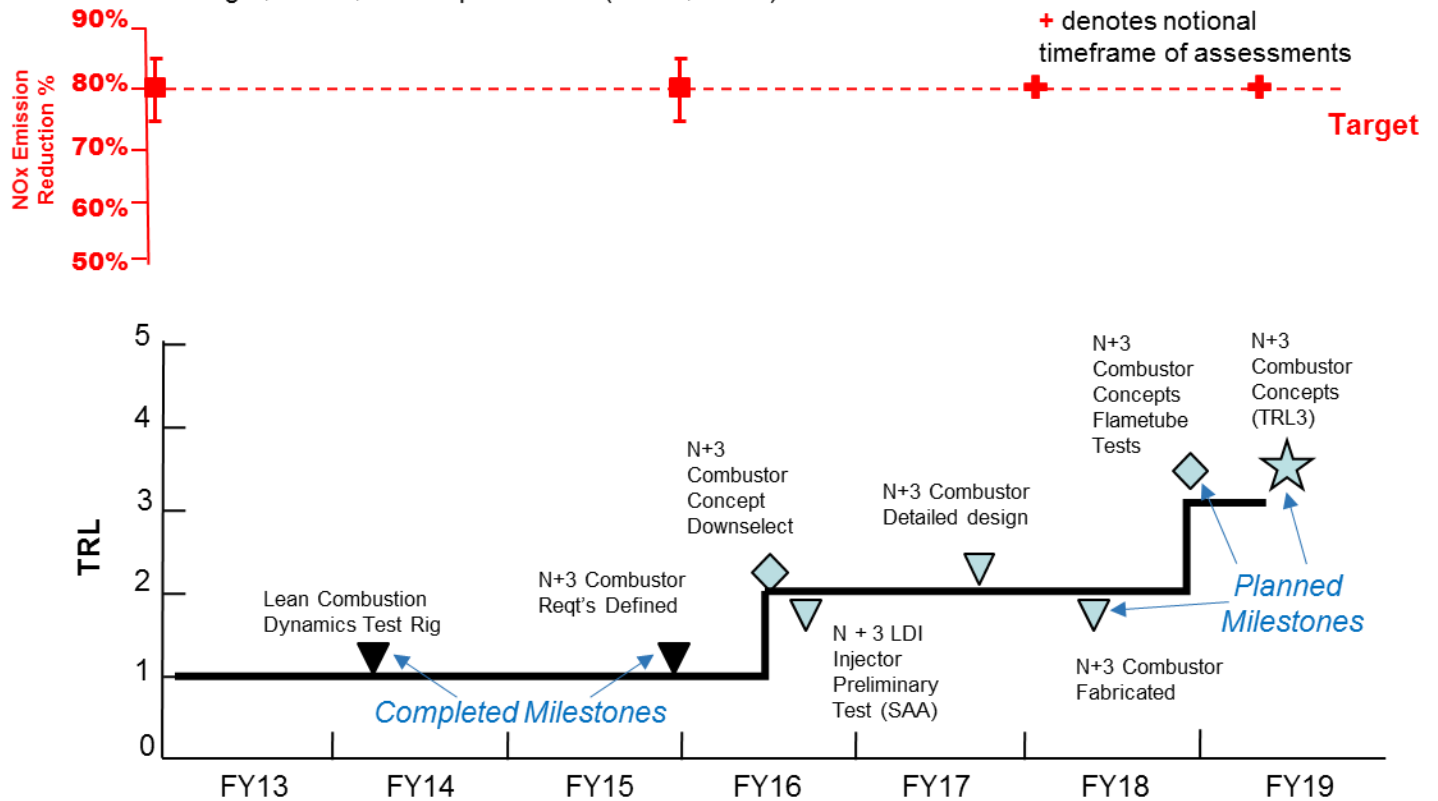 90%
80%
70%
60%
50%
NOx Emission
Reduction %
+ denotes notional
timeframe of assessments
Target
5
4
3
2
1
0
TRL
Lean Combustion
Dynamics Test Rig
N+3 Combustor
Reqt's Defined
N+3
Combustor
Concept
Downselect
N + 3 LDI
Injector
Preliminary
Test (SAA)
N+3 Combustor
Detailed design
N+3
Combustor
Concepts
Flametube
Tests
N+3
Combustor
Concepts
(TRL3)
N+3 Combustor
Fabricated
Completed Milestones
Planned
Milestones
FY13
FY14
FY15
FY16
FY17
FY18
FY19